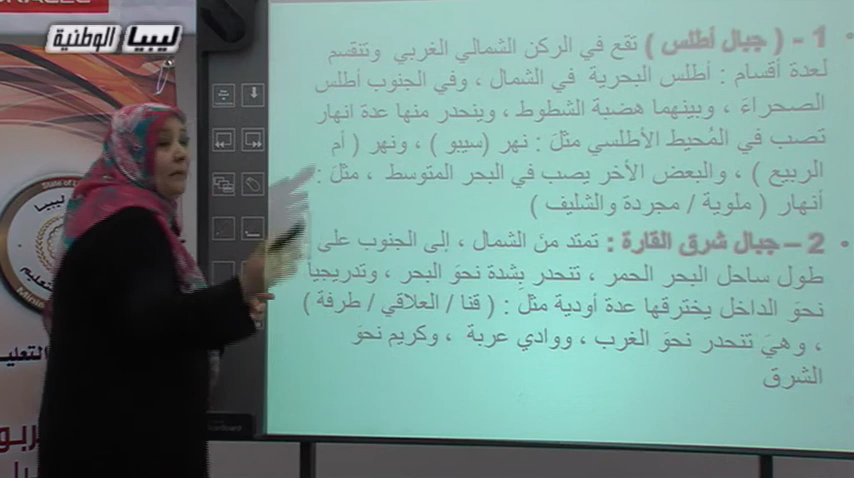 ليبيا الوطنية
1 - ( جبال أطلس ) تقع في الركن الشمالي الغربي وتنقسم
لعدة أقسام : أطلس البحرية في الشمال ، وفي الجنوب أطلس
الصحراءَ ، وبينهما هضبة الشطوط ، وينحدر منها عدة انهار
تصب في المُحيط الأطلسي مثلَ : نهر (سيبو ) ، ونهر ( أم
الربيع ) ، والبعض الأخر يصب في البحر المتوسط ، مثلَ :
أنهار ( ملوية / مجردة والشليف )
2 – جبال شرق القارة : تمتد منَ الشمال ، إلى الجنوب على
طول ساحل البحر الحمر ، تنحدر بِشدة نحوَ البحر ، وتدريجياً
نحوَ الداخل يخترقها عدة أودية مثلَ : ( قنا / العلاقي / طرفة )
، وهيَ تنحدر نحوَ الغرب ، ووادي عربة ، وكريم نحوَ
الشرق
ليبيا
التعليم